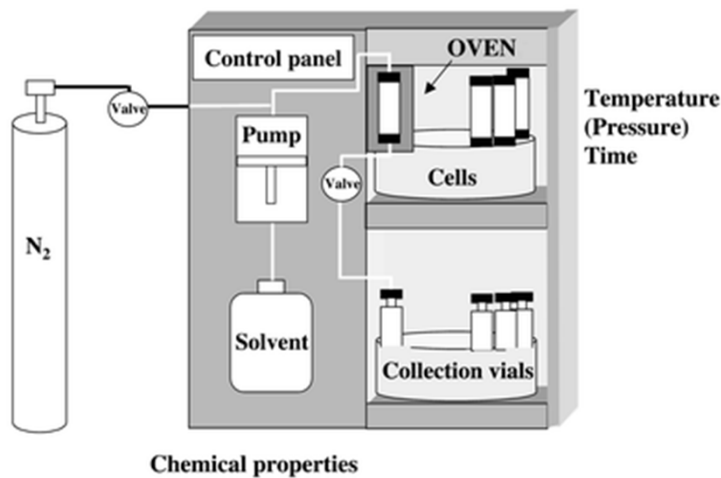 Control panel
OVEN
Valve
Pump
Temperature
(Pressure)
Time
Cells
Valve
N₂
Solvent
Collection vials
Chemical properties